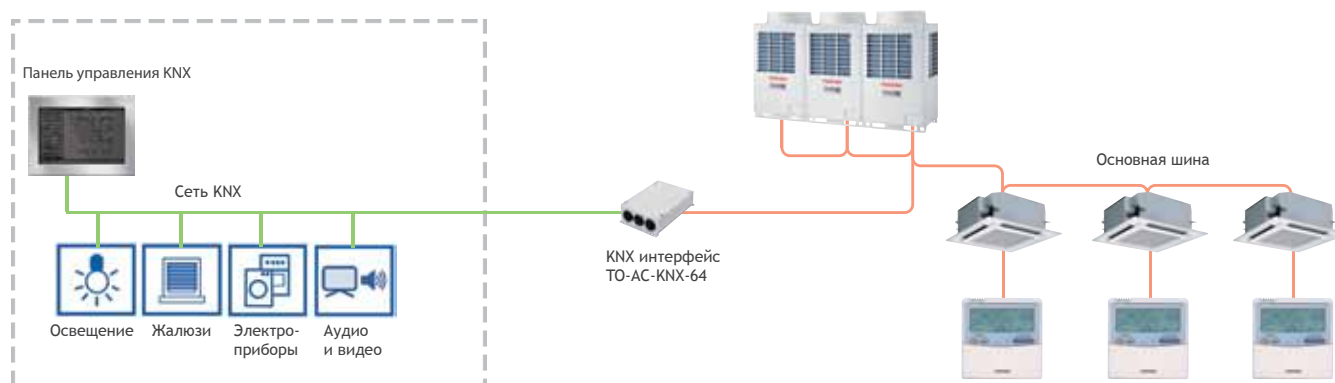 Панель управления KNX
Сеть KNX
Освещение
Жалюзи
Электро-
приборы
Аудио
и видео
KNX интерфейс
TO-AC-KNX-64
Основная шина